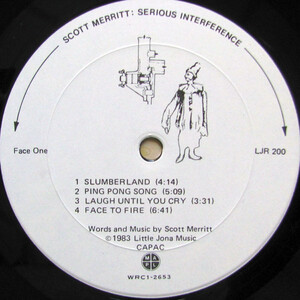 SCOTT MERRITT: SERIOUS INTERFERENCE
Face One
LJR 200
1 SLUMBERLAND (4:14)
2 PING PONG SONG (5:09)
3 LAUGH UNTIL YOU CRY (3:31)
4 FACE TO FIRE (6:41)
Words and Music by Scott Merritt
©1983 Little Jona Music
CAPAC
WRC1-2653